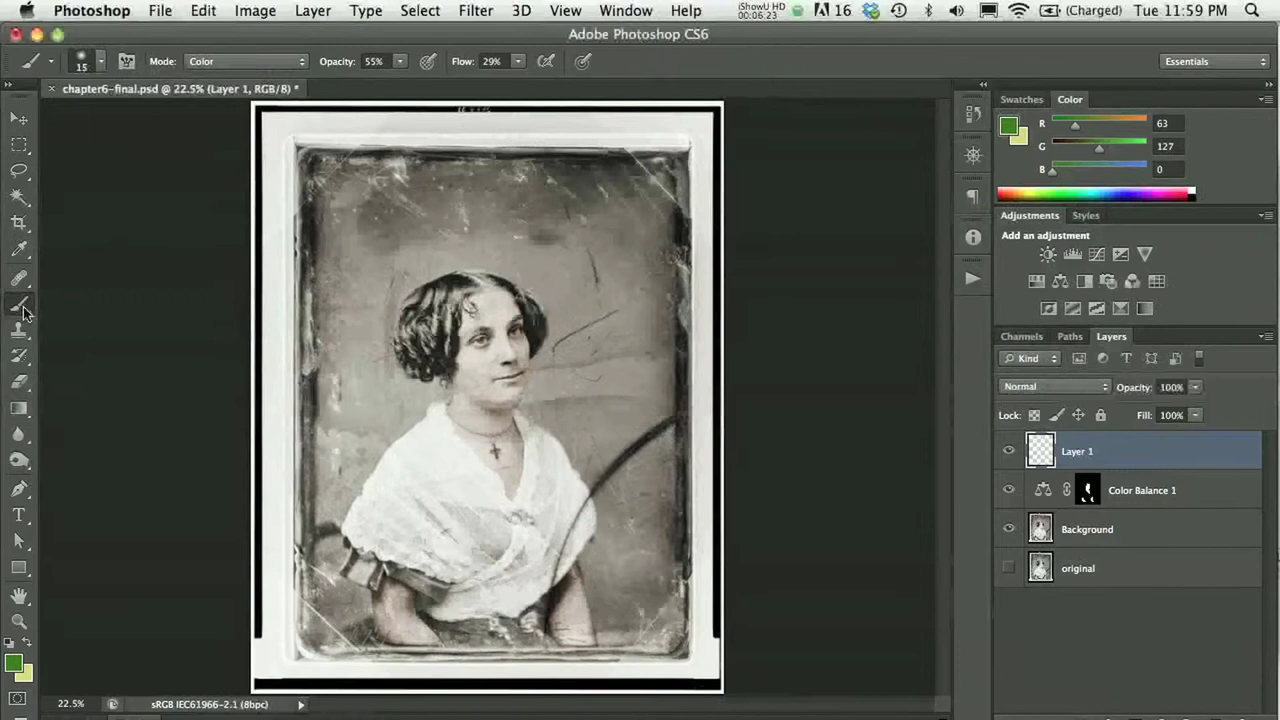 Photoshop File Edit Image Layer Type Select Filter 3D View Window Help iShowU HD 00:06:23 16 (Charged) Tue 11:59 PM
Adobe Photoshop CS6
15 Mode: Color Opacity: 55% Flow: 29% Essentials
chapter6-final.psd @ 22.5% (Layer 1, RGB/8) *
Swatches Color
R 63
G 127
B 0
Adjustments Styles
Add an adjustment
Channels Paths Layers
Kind
Normal Opacity: 100%
Lock: Fill: 100%
Layer 1
Color Balance 1
Background
original
22.5% sRGB IEC61966-2.1 (8bpc)